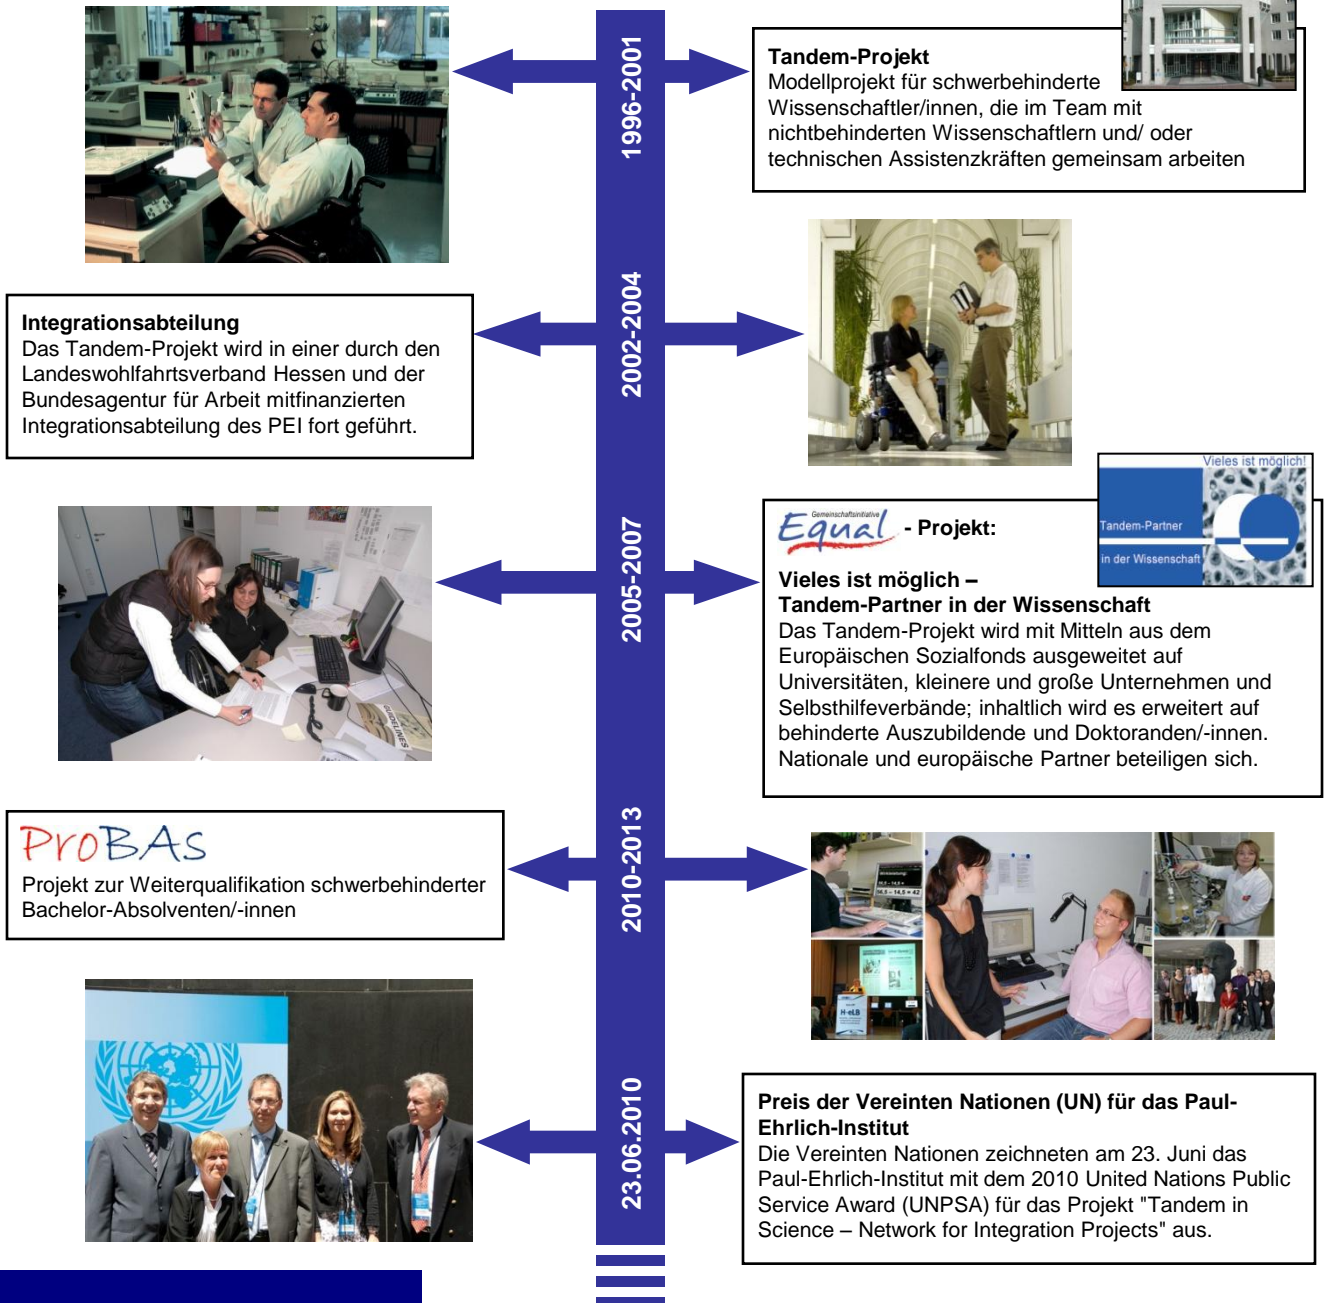 1996-2001
Tandem-Projekt
Modellprojekt für schwerbehinderte
Wissenschaftler/innen, die im Team mit
nichtbehinderten Wissenschaftlern und/ oder
technischen Assistenzkräften gemeinsam arbeiten
2002-2004
Integrationsabteilung
Das Tandem-Projekt wird in einer durch den
Landeswohlfahrtsverband Hessen und der
Bundesagentur für Arbeit mitfinanzierten
Integrationsabteilung des PEI fort geführt.
2005-2007
Vieles ist möglich!
Tandem-Partner
in der Wissenschaft
Gemeinschaftsinitiative
Equal - Projekt:
Vieles ist möglich –
Tandem-Partner in der Wissenschaft
Das Tandem-Projekt wird mit Mitteln aus dem
Europäischen Sozialfonds ausgeweitet auf
Universitäten, kleinere und große Unternehmen und
Selbsthilfeverbände; inhaltlich wird es erweitert auf
behinderte Auszubildende und Doktoranden/-innen.
Nationale und europäische Partner beteiligen sich.
GUIDELINES
2010-2013
ProBAs
Projekt zur Weiterqualifikation schwerbehinderter
Bachelor-Absolventen/-innen
56,5 – 14,5 = 42
H-eLB
23.06.2010
Preis der Vereinten Nationen (UN) für das Paul-
Ehrlich-Institut
Die Vereinten Nationen zeichneten am 23. Juni das
Paul-Ehrlich-Institut mit dem 2010 United Nations Public
Service Award (UNPSA) für das Projekt "Tandem in
Science – Network for Integration Projects" aus.